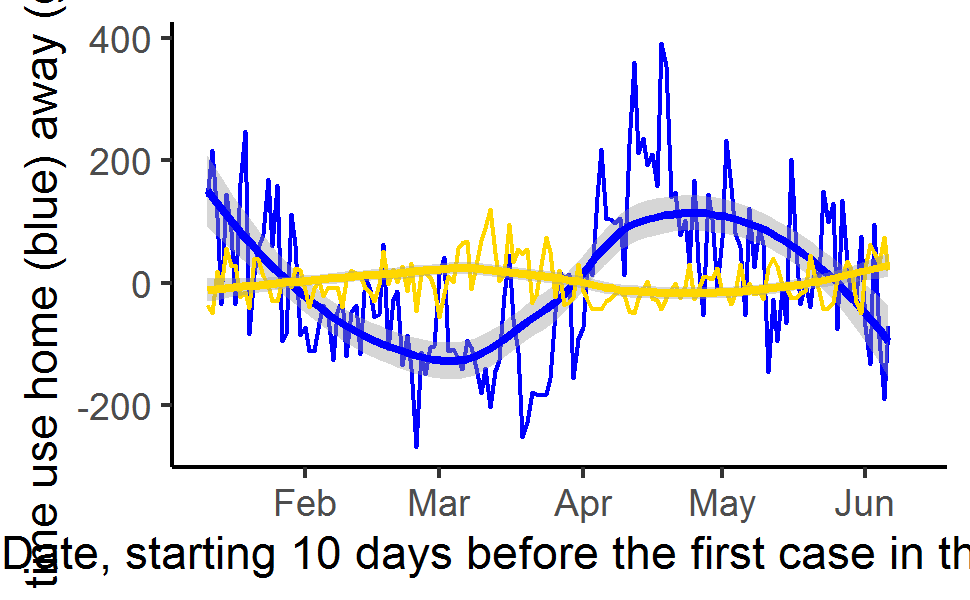 time use home (blue) away (
400
200
0
-200
Feb Mar Apr May Jun
Date, starting 10 days before the first case in th